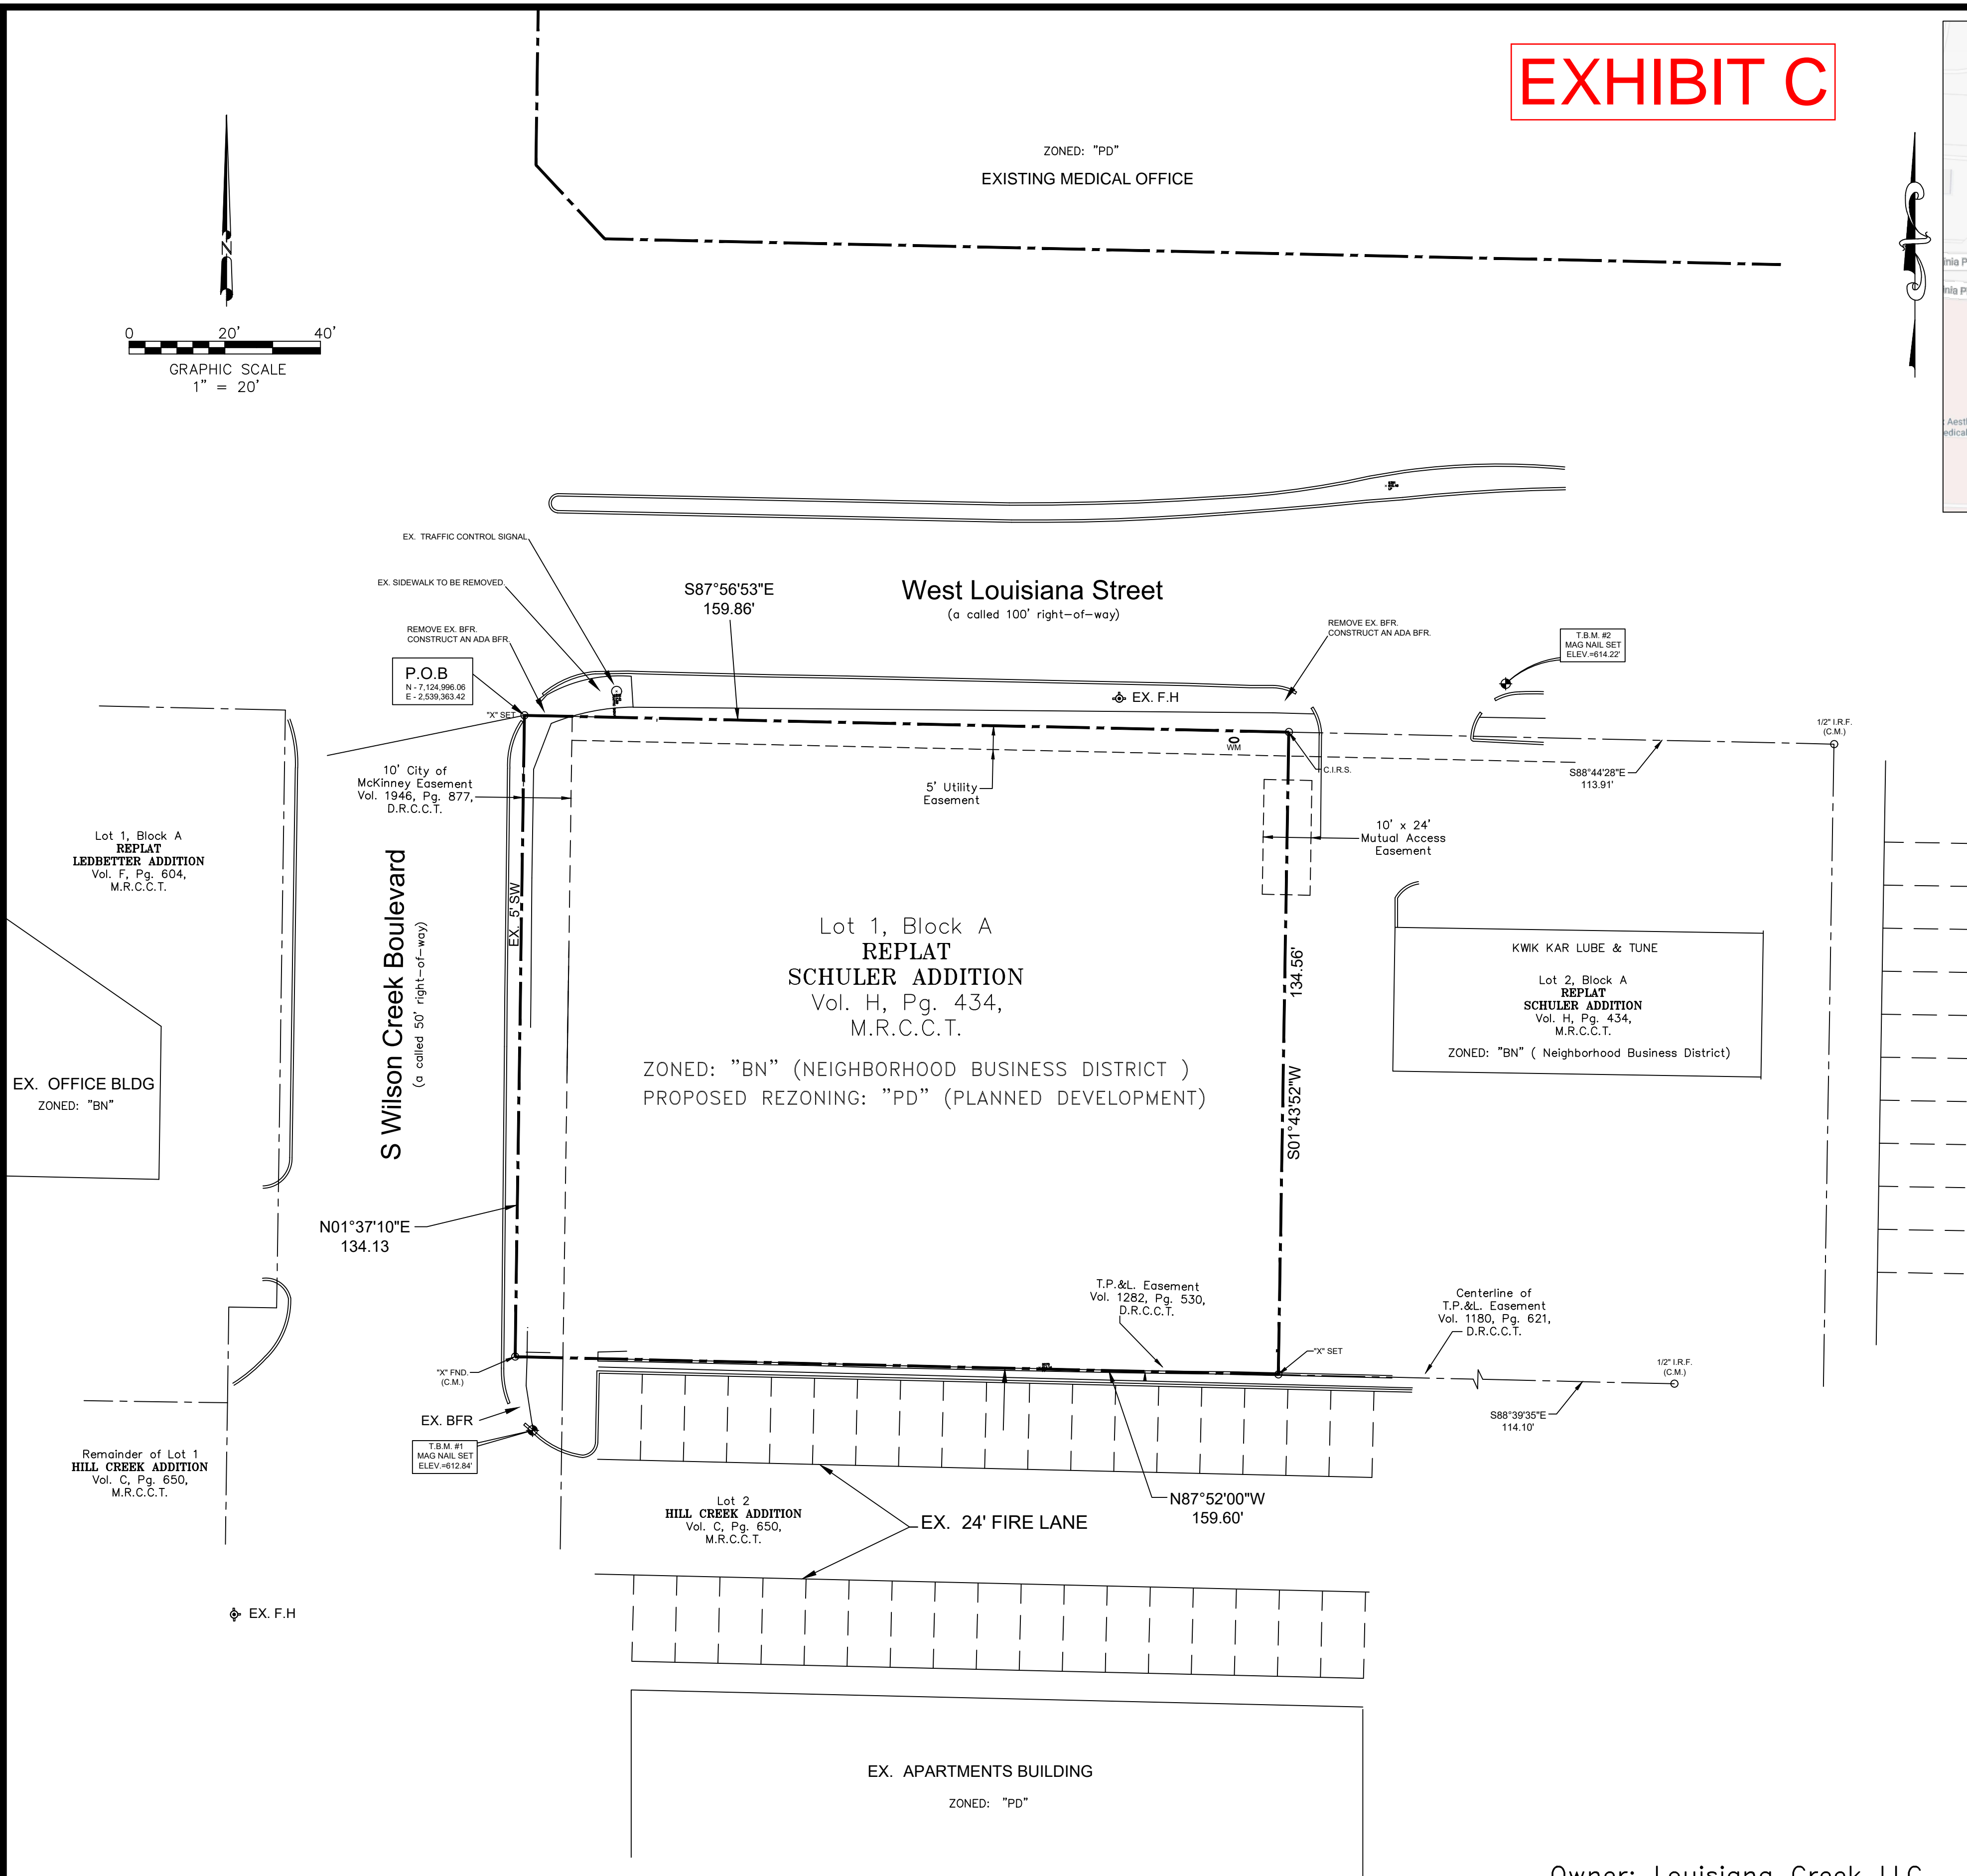 EXHIBIT C
ZONED: "PD"
EXISTING MEDICAL OFFICE
N
0 20' 40'
GRAPHIC SCALE
1" = 20'
EX. TRAFFIC CONTROL SIGNAL
EX. SIDEWALK TO BE REMOVED
REMOVE EX. BFR.
CONSTRUCT AN ADA BFR.
S87°56'53"E
159.86'
West Louisiana Street
(a called 100' right-of-way)
REMOVE EX. BFR.
CONSTRUCT AN ADA BFR.
T.B.M. #2
MAG NAIL SET
ELEV.=614.22'
P.O.B
N - 7,124,996.06
E - 2,539,363.42
"X" SET
EX. F.H
WM
C.I.R.S.
1/2" I.R.F.
(C.M.)
S88°44'28"E
113.91'
10' City of
McKinney Easement
Vol. 1946, Pg. 877,
D.R.C.C.T.
5' Utility
Easement
10' x 24'
Mutual Access
Easement
Lot 1, Block A
REPLAT
LEDBETTER ADDITION
Vol. F, Pg. 604,
M.R.C.C.T.
S Wilson Creek Boulevard
(a called 50' right-of-way)
EX. 5' SW
Lot 1, Block A
REPLAT
SCHULER ADDITION
Vol. H, Pg. 434,
M.R.C.C.T.
ZONED: "BN" (NEIGHBORHOOD BUSINESS DISTRICT )
PROPOSED REZONING: "PD" (PLANNED DEVELOPMENT)
134.56'
S01°43'52"W
KWIK KAR LUBE & TUNE
Lot 2, Block A
REPLAT
SCHULER ADDITION
Vol. H, Pg. 434,
M.R.C.C.T.
ZONED: "BN" ( Neighborhood Business District)
EX. OFFICE BLDG
ZONED: "BN"
N01°37'10"E
134.13
T.P.&L. Easement
Vol. 1282, Pg. 530,
D.R.C.C.T.
Centerline of
T.P.&L. Easement
Vol. 1180, Pg. 621,
D.R.C.C.T.
"X" SET
1/2" I.R.F.
(C.M.)
"X" FND.
(C.M.)
S88°39'35"E
114.10'
EX. BFR
T.B.M. #1
MAG NAIL SET
ELEV.=612.84'
Remainder of Lot 1
HILL CREEK ADDITION
Vol. C, Pg. 650,
M.R.C.C.T.
Lot 2
HILL CREEK ADDITION
Vol. C, Pg. 650,
M.R.C.C.T.
EX. 24' FIRE LANE
N87°52'00"W
159.60'
EX. F.H
EX. APARTMENTS BUILDING
ZONED: "PD"
Owner: Louisiana Creek LLC